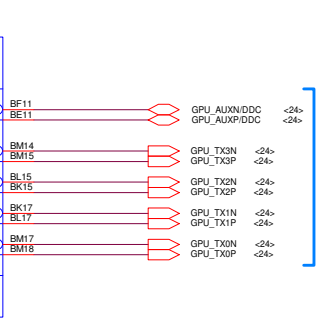 BF11 GPU_AUXN/DDC <24>
BE11 GPU_AUXP/DDC <24>
BM14 GPU_TX3N <24>
BM15 GPU_TX3P <24>
BL15 GPU_TX2N <24>
BK15 GPU_TX2P <24>
BK17 GPU_TX1N <24>
BL17 GPU_TX1P <24>
BM17 GPU_TX0N <24>
BM18 GPU_TX0P <24>